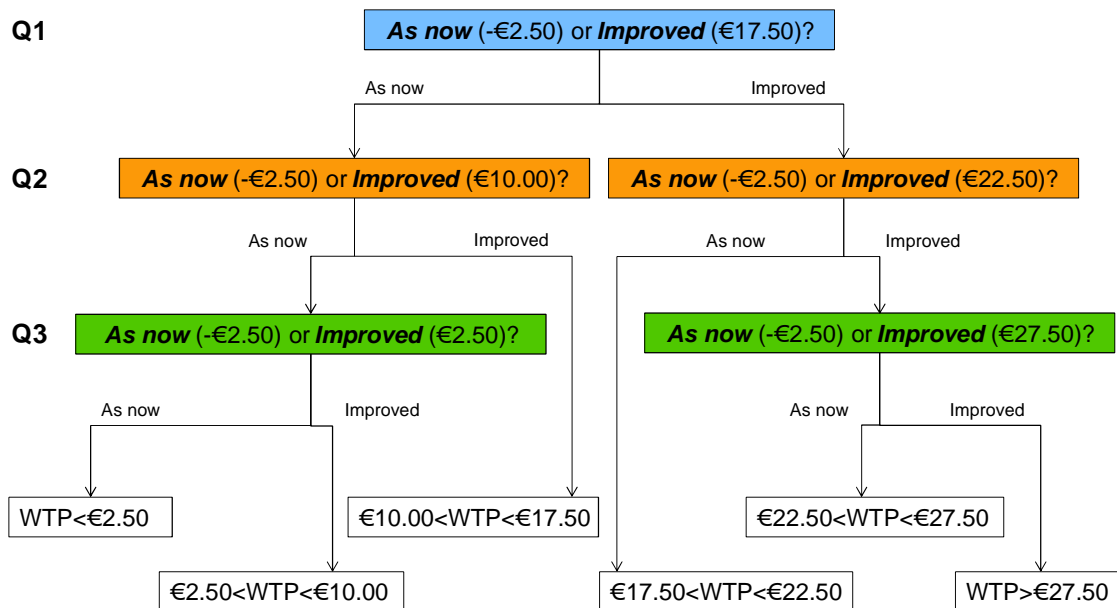 Q1
As now (-€2.50) or Improved (€17.50)?
As now
Improved
Q2
As now (-€2.50) or Improved (€10.00)?
As now (-€2.50) or Improved (€22.50)?
As now
Improved
As now
Improved
Q3
As now (-€2.50) or Improved (€2.50)?
As now (-€2.50) or Improved (€27.50)?
As now
Improved
As now
Improved
WTP<€2.50
€10.00<WTP<€17.50
€22.50<WTP<€27.50
€2.50<WTP<€10.00
€17.50<WTP<€22.50
WTP>€27.50